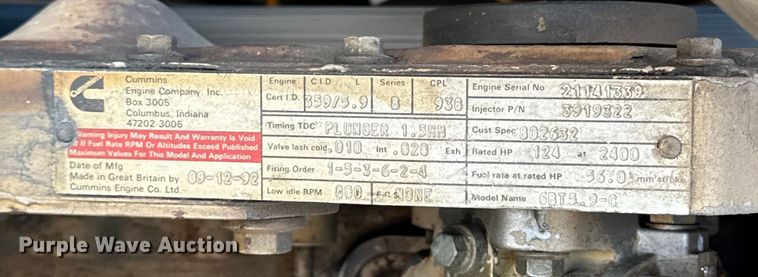 Cummins
Cummins
Engine Company, Inc.
Box 3005
Columbus, Indiana
47202-3005
Warning Injury May Result And Warranty Is Void
If Fuel Rate RPM Or Altitudes Exceed Published
Maximum Values For This Model And Application
Date of Mfg
Made in Great Britain by 09-12-92
Cummins Engine Co. Ltd.
Engine C.I.D. L Series CPL
Cert I.D. 359/5.9 B 938
Timing TDC PLUNGER 1.5MM
Valve lash cold .010 Int .020 Exh
Firing Order 1-5-3-6-2-4
Low idle RPM E.C.S. NONE
Engine Serial No 21141339
Injector P/N 3919322
Cust Spec 802632
Rated HP 124 at 2400
Fuel rate at rated HP 56.0 mm³/stroke
Model Name 6BT5.9-C
Purple Wave Auction